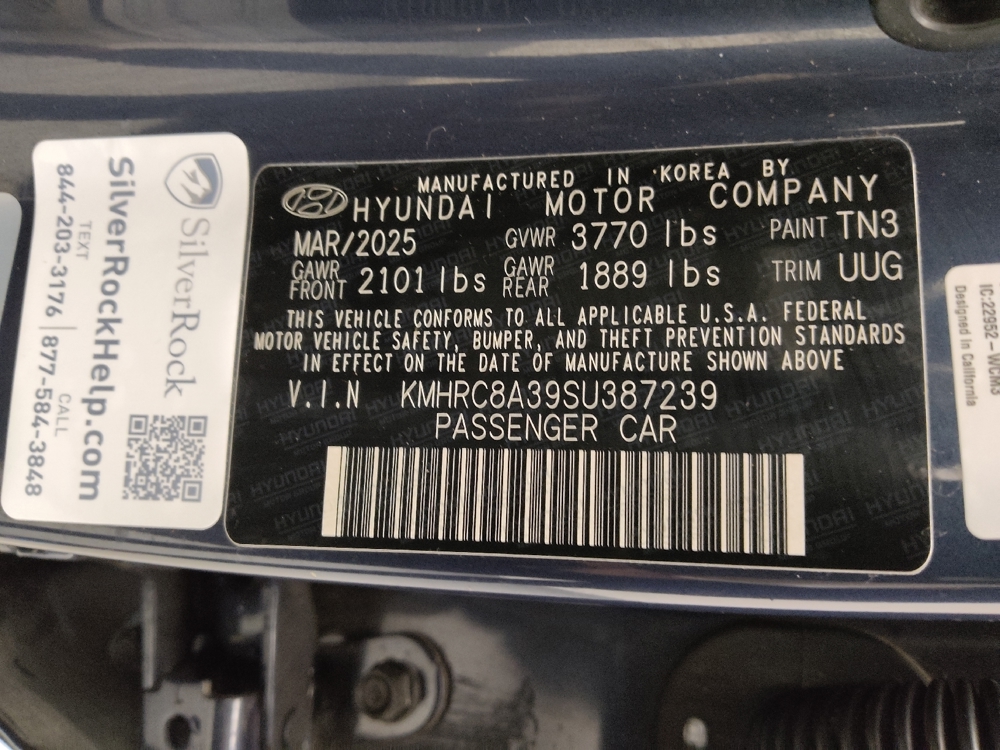 SilverRock
SilverRockHelp.com
TEXT CALL
844-203-3176 | 877-584-3848
MANUFACTURED IN KOREA BY
HYUNDAI MOTOR COMPANY
MAR/2025 GVWR 3770 lbs PAINT TN3
GAWR FRONT 2101 lbs GAWR REAR 1889 lbs TRIM UUG
THIS VEHICLE CONFORMS TO ALL APPLICABLE U.S.A. FEDERAL
MOTOR VEHICLE SAFETY, BUMPER, AND THEFT PREVENTION STANDARDS
IN EFFECT ON THE DATE OF MANUFACTURE SHOWN ABOVE
V.I.N KMHRC8A39SU387239
PASSENGER CAR
IC:22952 - WCMS
Designed in California